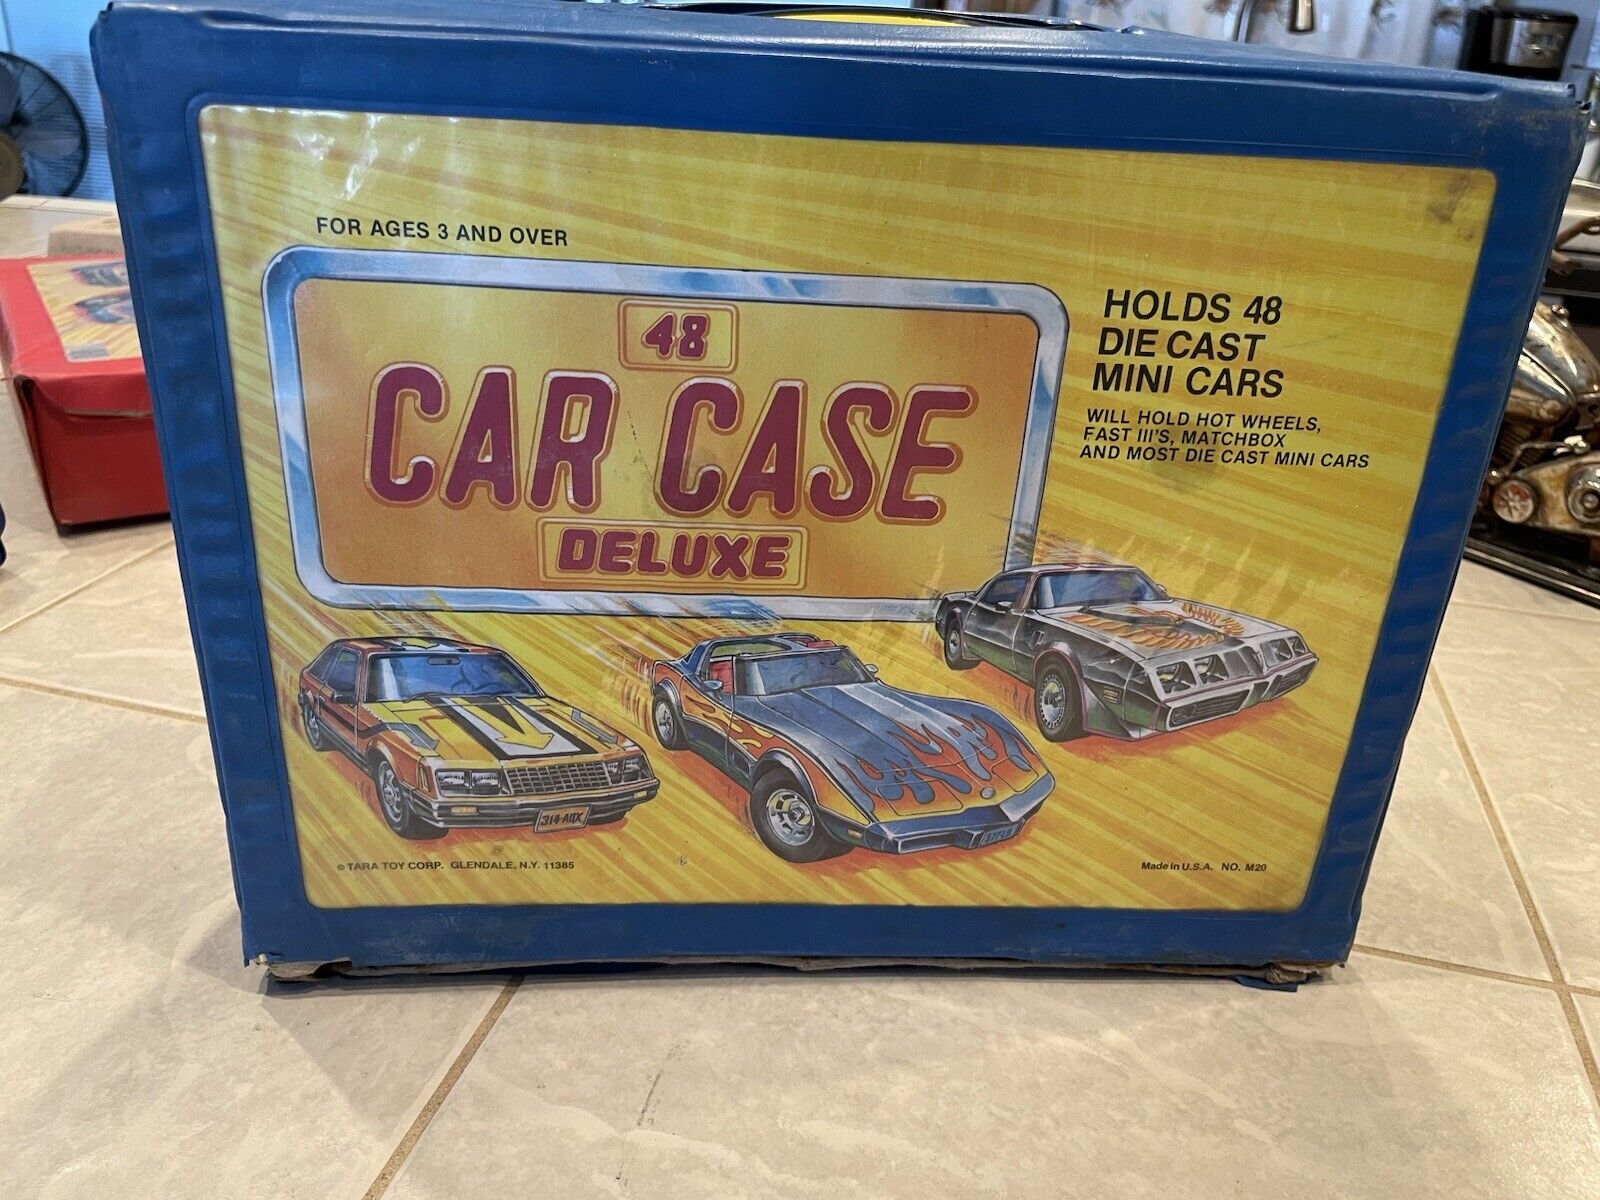 FOR AGES 3 AND OVER
48
CAR CASE
DELUXE
HOLDS 48
DIE CAST
MINI CARS
WILL HOLD HOT WHEELS,
FAST III'S, MATCHBOX
AND MOST DIE CAST MINI CARS
314-AQX
© TARA TOY CORP. GLENDALE, N.Y. 11385
Made in U.S.A. NO. M20